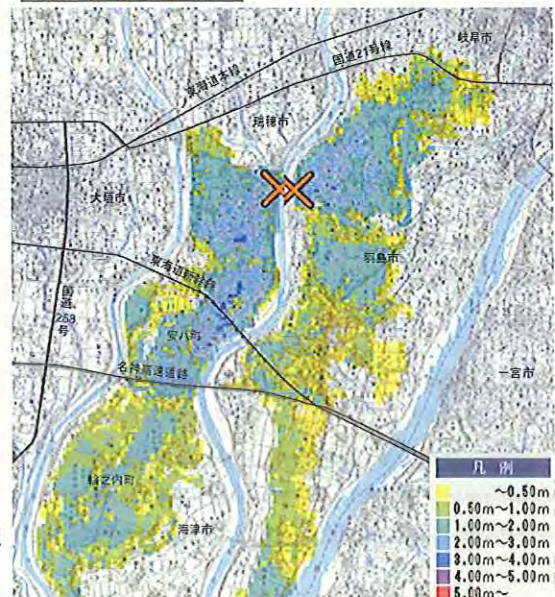 岐阜市
国道21号線
東海道本線
瑞穂市
大垣市
羽島市
東海道新幹線
国道258号
安八町
名神高速道路
一宮市
輪之内町
海津市
凡例
～0.50m
0.50m～1.00m
1.00m～2.00m
2.00m～3.00m
3.00m～4.00m
4.00m～5.00m
5.00m～